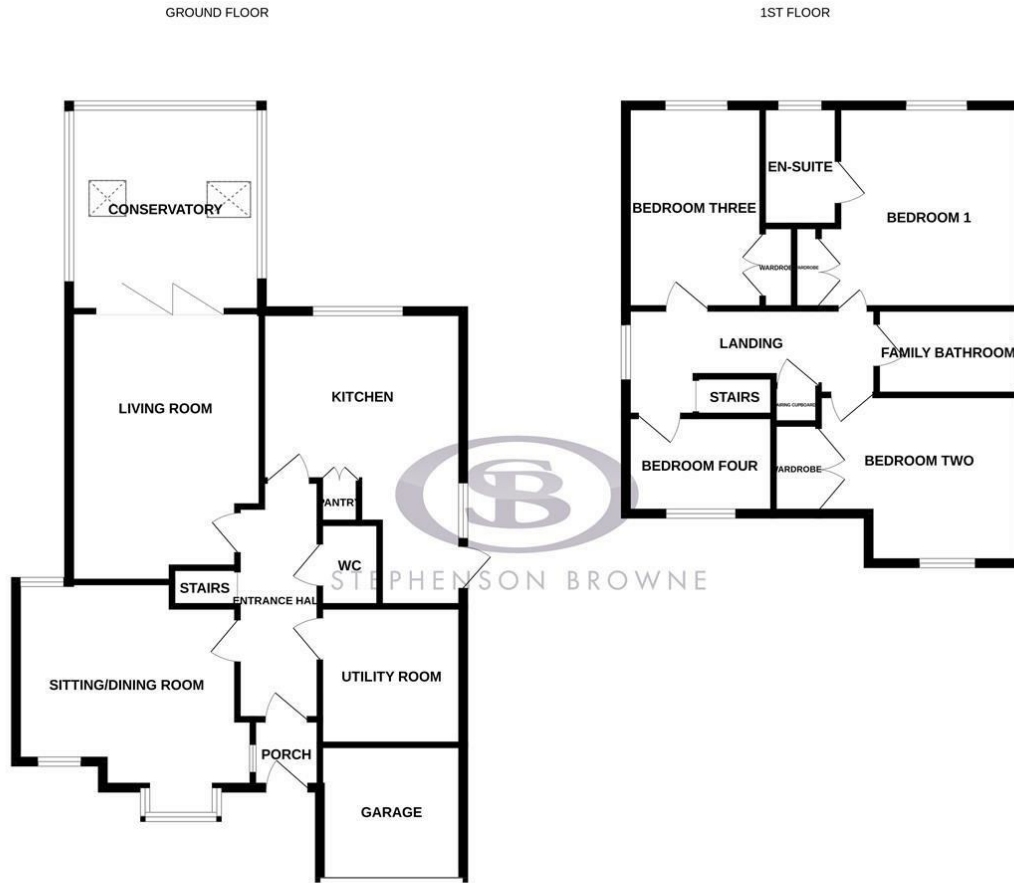 GROUND FLOOR
CONSERVATORY
LIVING ROOM
KITCHEN
PANTRY
WC
STAIRS
ENTRANCE HALL
SITTING/DINING ROOM
UTILITY ROOM
PORCH
GARAGE
1ST FLOOR
BEDROOM THREE
EN-SUITE
BEDROOM 1
WARDROBE
WARDROBE
LANDING
FAMILY BATHROOM
STAIRS
AIRING CUPBOARD
BEDROOM FOUR
WARDROBE
BEDROOM TWO
SB
STEPHENSON BROWNE